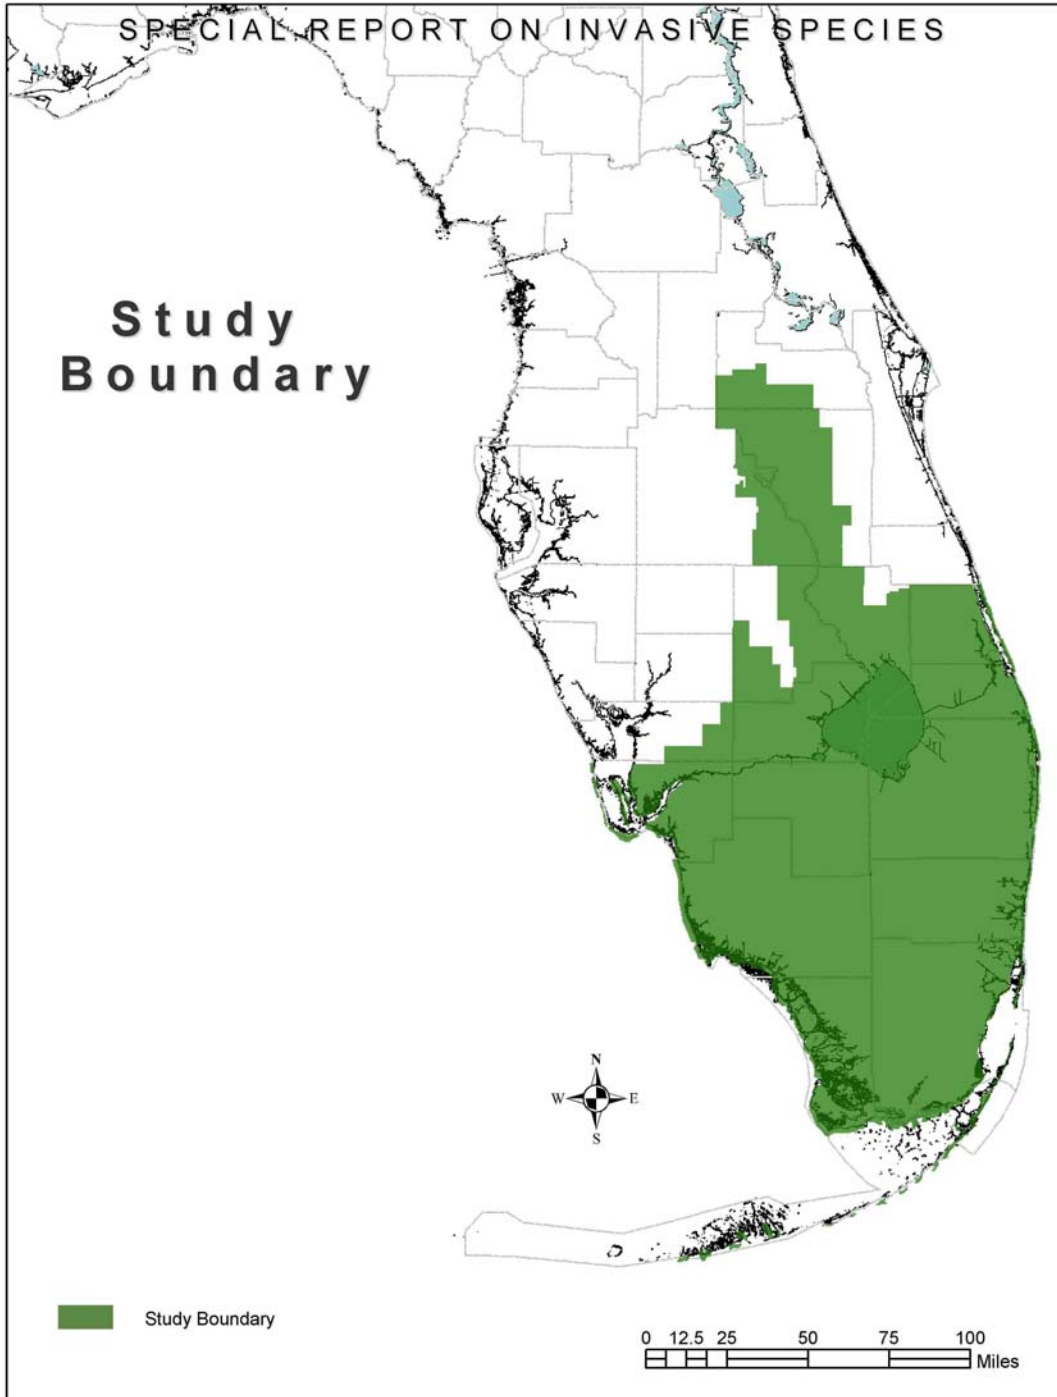 SPECIAL REPORT ON INVASIVE SPECIES
Study
Boundary
N
W E
S
Study Boundary
0 12.5 25 50 75 100
Miles